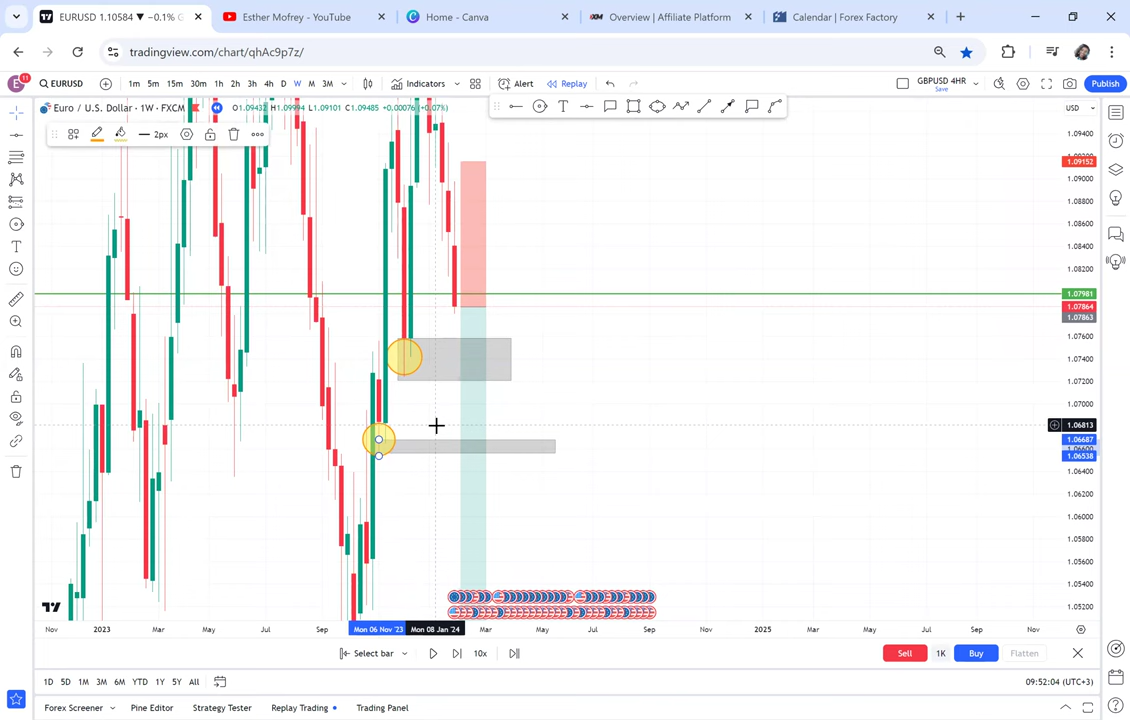 EURUSD 1.10584 ▼ −0.1% G
Esther Mofrey - YouTube
Home - Canva
Overview | Affiliate Platform
Calendar | Forex Factory
tradingview.com/chart/qhAc9p7z/
E
11
EURUSD
1m 5m 15m 30m 1h 2h 3h 4h D W M 3M
Indicators
Alert
Replay
GBPUSD 4HR
Save
Publish
Euro / U.S. Dollar · 1W · FXCM
H1.09994 L1.09101 C1.09485 +0.00076 (+0.07%)
USD
2px
1.09400
1.09152
1.09000
1.08800
1.08600
1.08400
1.08200
1.07981
1.07864
1.07863
1.07600
1.07400
1.07200
1.07000
1.06813
1.06687
1.06538
1.06400
1.06200
1.06000
1.05800
1.05600
1.05400
1.05200
Nov 2023 Mar May Jul Sep Mon 06 Nov '23 Mon 08 Jan '24 Mar May Jul Sep Nov 2025 Mar May Jul Sep Nov
Select bar
10x
Sell
1K
Buy
Flatten
1D 5D 1M 3M 6M YTD 1Y 5Y All
09:52:04 (UTC+3)
Forex Screener
Pine Editor
Strategy Tester
Replay Trading
Trading Panel